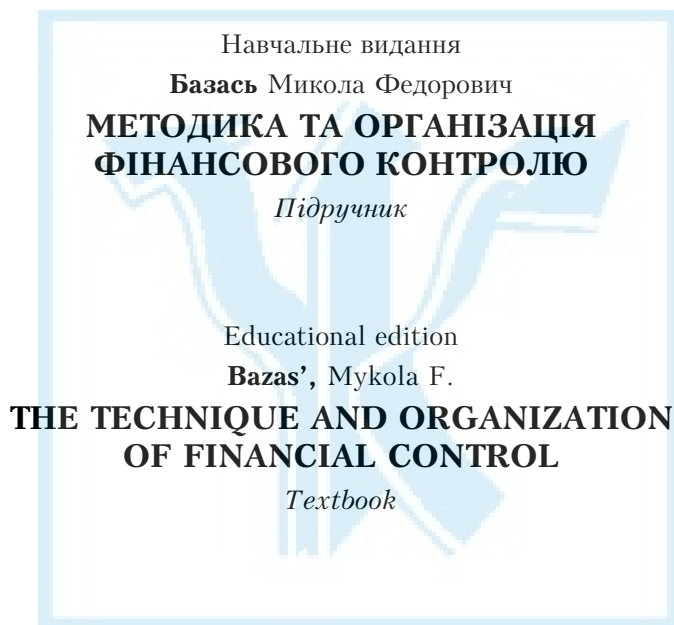 Навчальне видання
Базась Микола Федорович
МЕТОДИКА ТА ОРГАНІЗАЦІЯ
ФІНАНСОВОГО КОНТРОЛЮ
Підручник
Educational edition
Bazas’, Mykola F.
THE TECHNIQUE AND ORGANIZATION
OF FINANCIAL CONTROL
Textbook